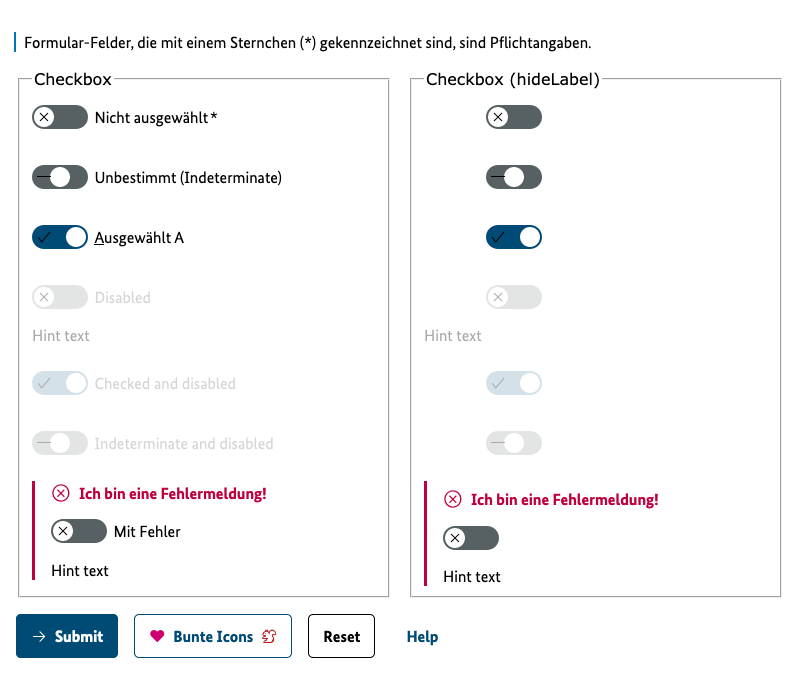 Formular-Felder, die mit einem Sternchen (*) gekennzeichnet sind, sind Pflichtangaben.
Checkbox
Nicht ausgewählt*
Unbestimmt (Indeterminate)
Ausgewählt A
Disabled
Hint text
Checked and disabled
Indeterminate and disabled
Ich bin eine Fehlermeldung!
Mit Fehler
Hint text
Checkbox (hideLabel)
Hint text
Ich bin eine Fehlermeldung!
Hint text
Submit
Bunte Icons
Reset
Help